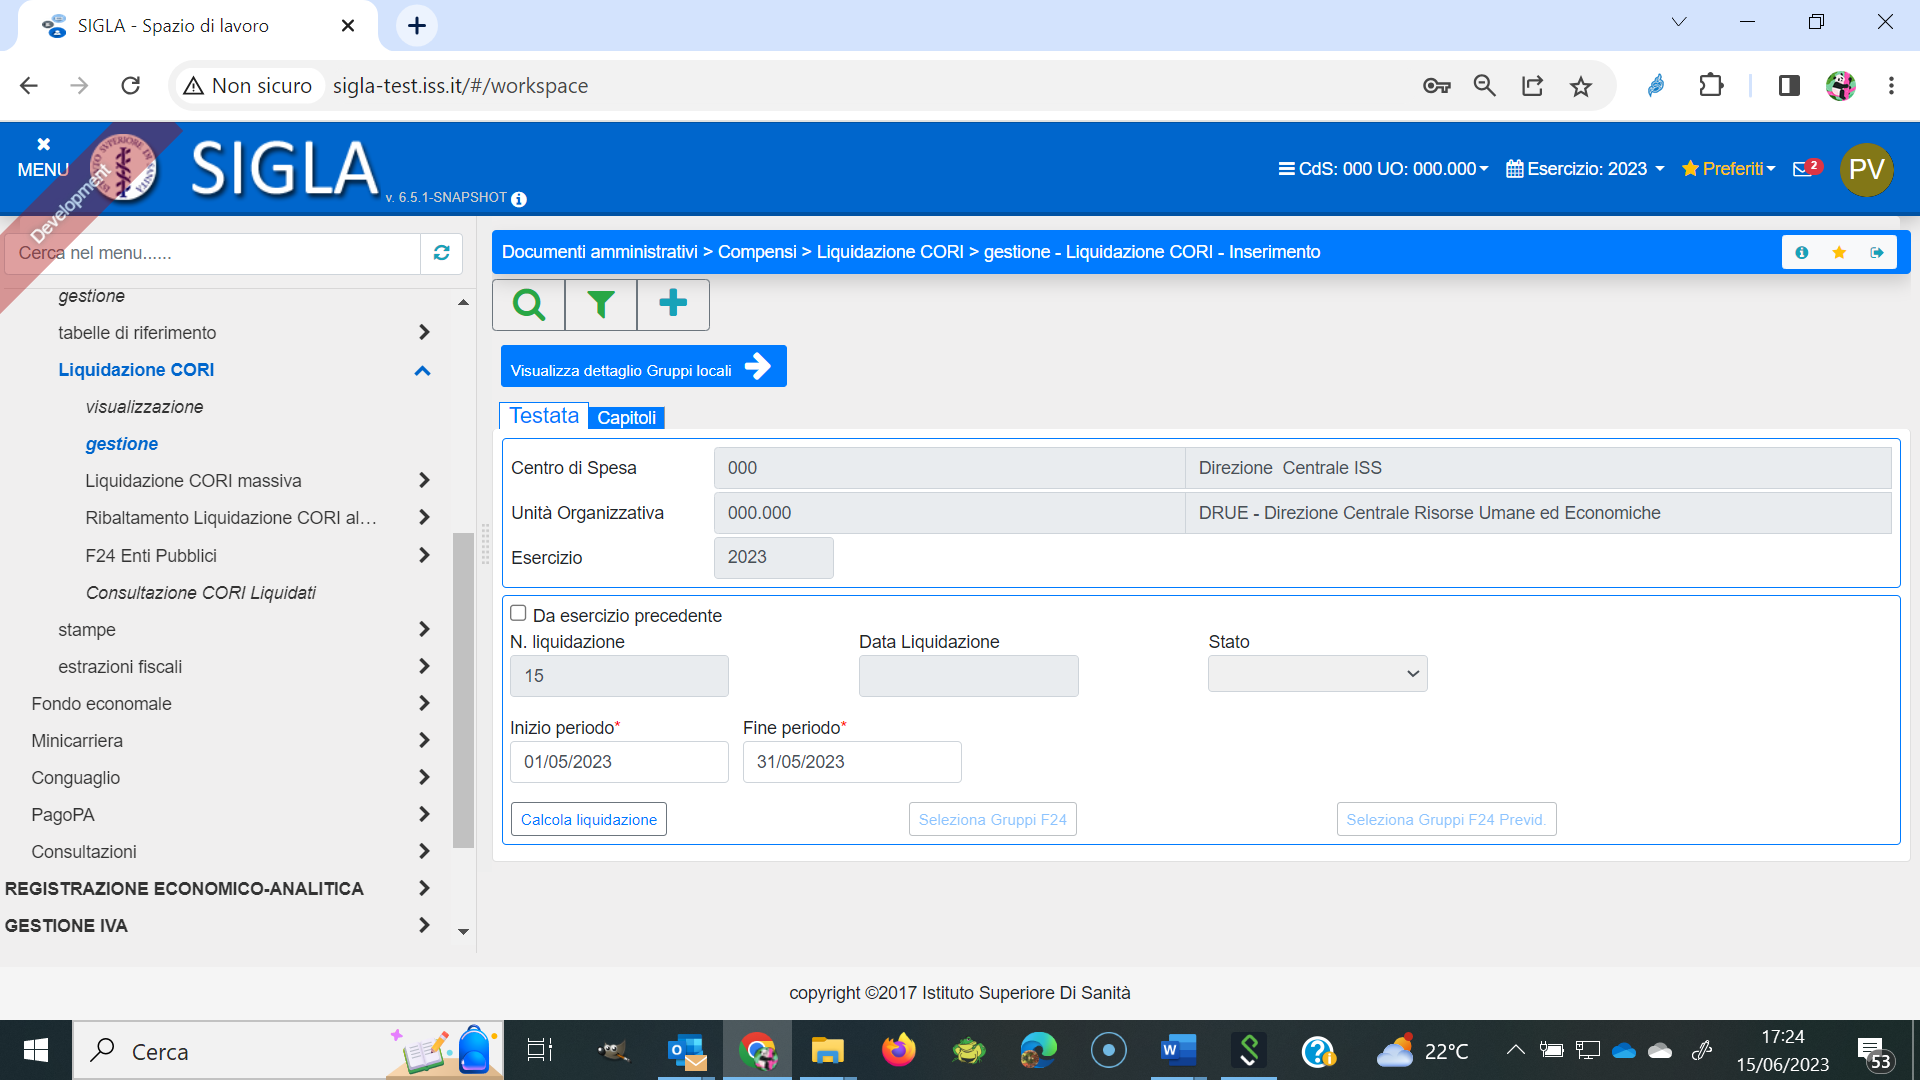 SIGLA - Spazio di lavoro
Non sicuro
sigla-test.iss.it/#/workspace
MENU
Development
SIGLA
v. 6.5.1-SNAPSHOT
CdS: 000 UO: 000.000
Esercizio: 2023
Preferiti
2
PV
Cerca nel menu......
gestione
tabelle di riferimento
Liquidazione CORI
visualizzazione
gestione
Liquidazione CORI massiva
Ribaltamento Liquidazione CORI al…
F24 Enti Pubblici
Consultazione CORI Liquidati
stampe
estrazioni fiscali
Fondo economale
Minicarriera
Conguaglio
PagoPA
Consultazioni
REGISTRAZIONE ECONOMICO-ANALITICA
GESTIONE IVA
Documenti amministrativi > Compensi > Liquidazione CORI > gestione - Liquidazione CORI - Inserimento
Visualizza dettaglio Gruppi locali
Testata Capitoli
Centro di Spesa 000 Direzione Centrale ISS
Unità Organizzativa 000.000 DRUE - Direzione Centrale Risorse Umane ed Economiche
Esercizio 2023
Da esercizio precedente
N. liquidazione Data Liquidazione Stato
15
Inizio periodo* Fine periodo*
01/05/2023 31/05/2023
Calcola liquidazione Seleziona Gruppi F24 Seleziona Gruppi F24 Previd.
copyright ©2017 Istituto Superiore Di Sanità
Cerca
22°C
17:24
15/06/2023
53